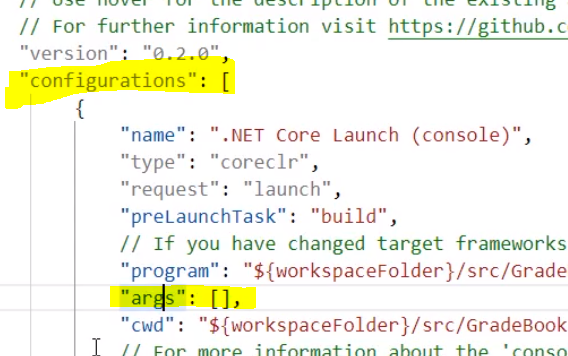 // Use hover for the description of the existing
// For further information visit https://github.c
"version": "0.2.0",
"configurations": [
{
"name": ".NET Core Launch (console)",
"type": "coreclr",
"request": "launch",
"preLaunchTask": "build",
// If you have changed target frameworks
"program": "${workspaceFolder}/src/Grade
"args": [],
"cwd": "${workspaceFolder}/src/GradeBook
// For more information about the 'conso